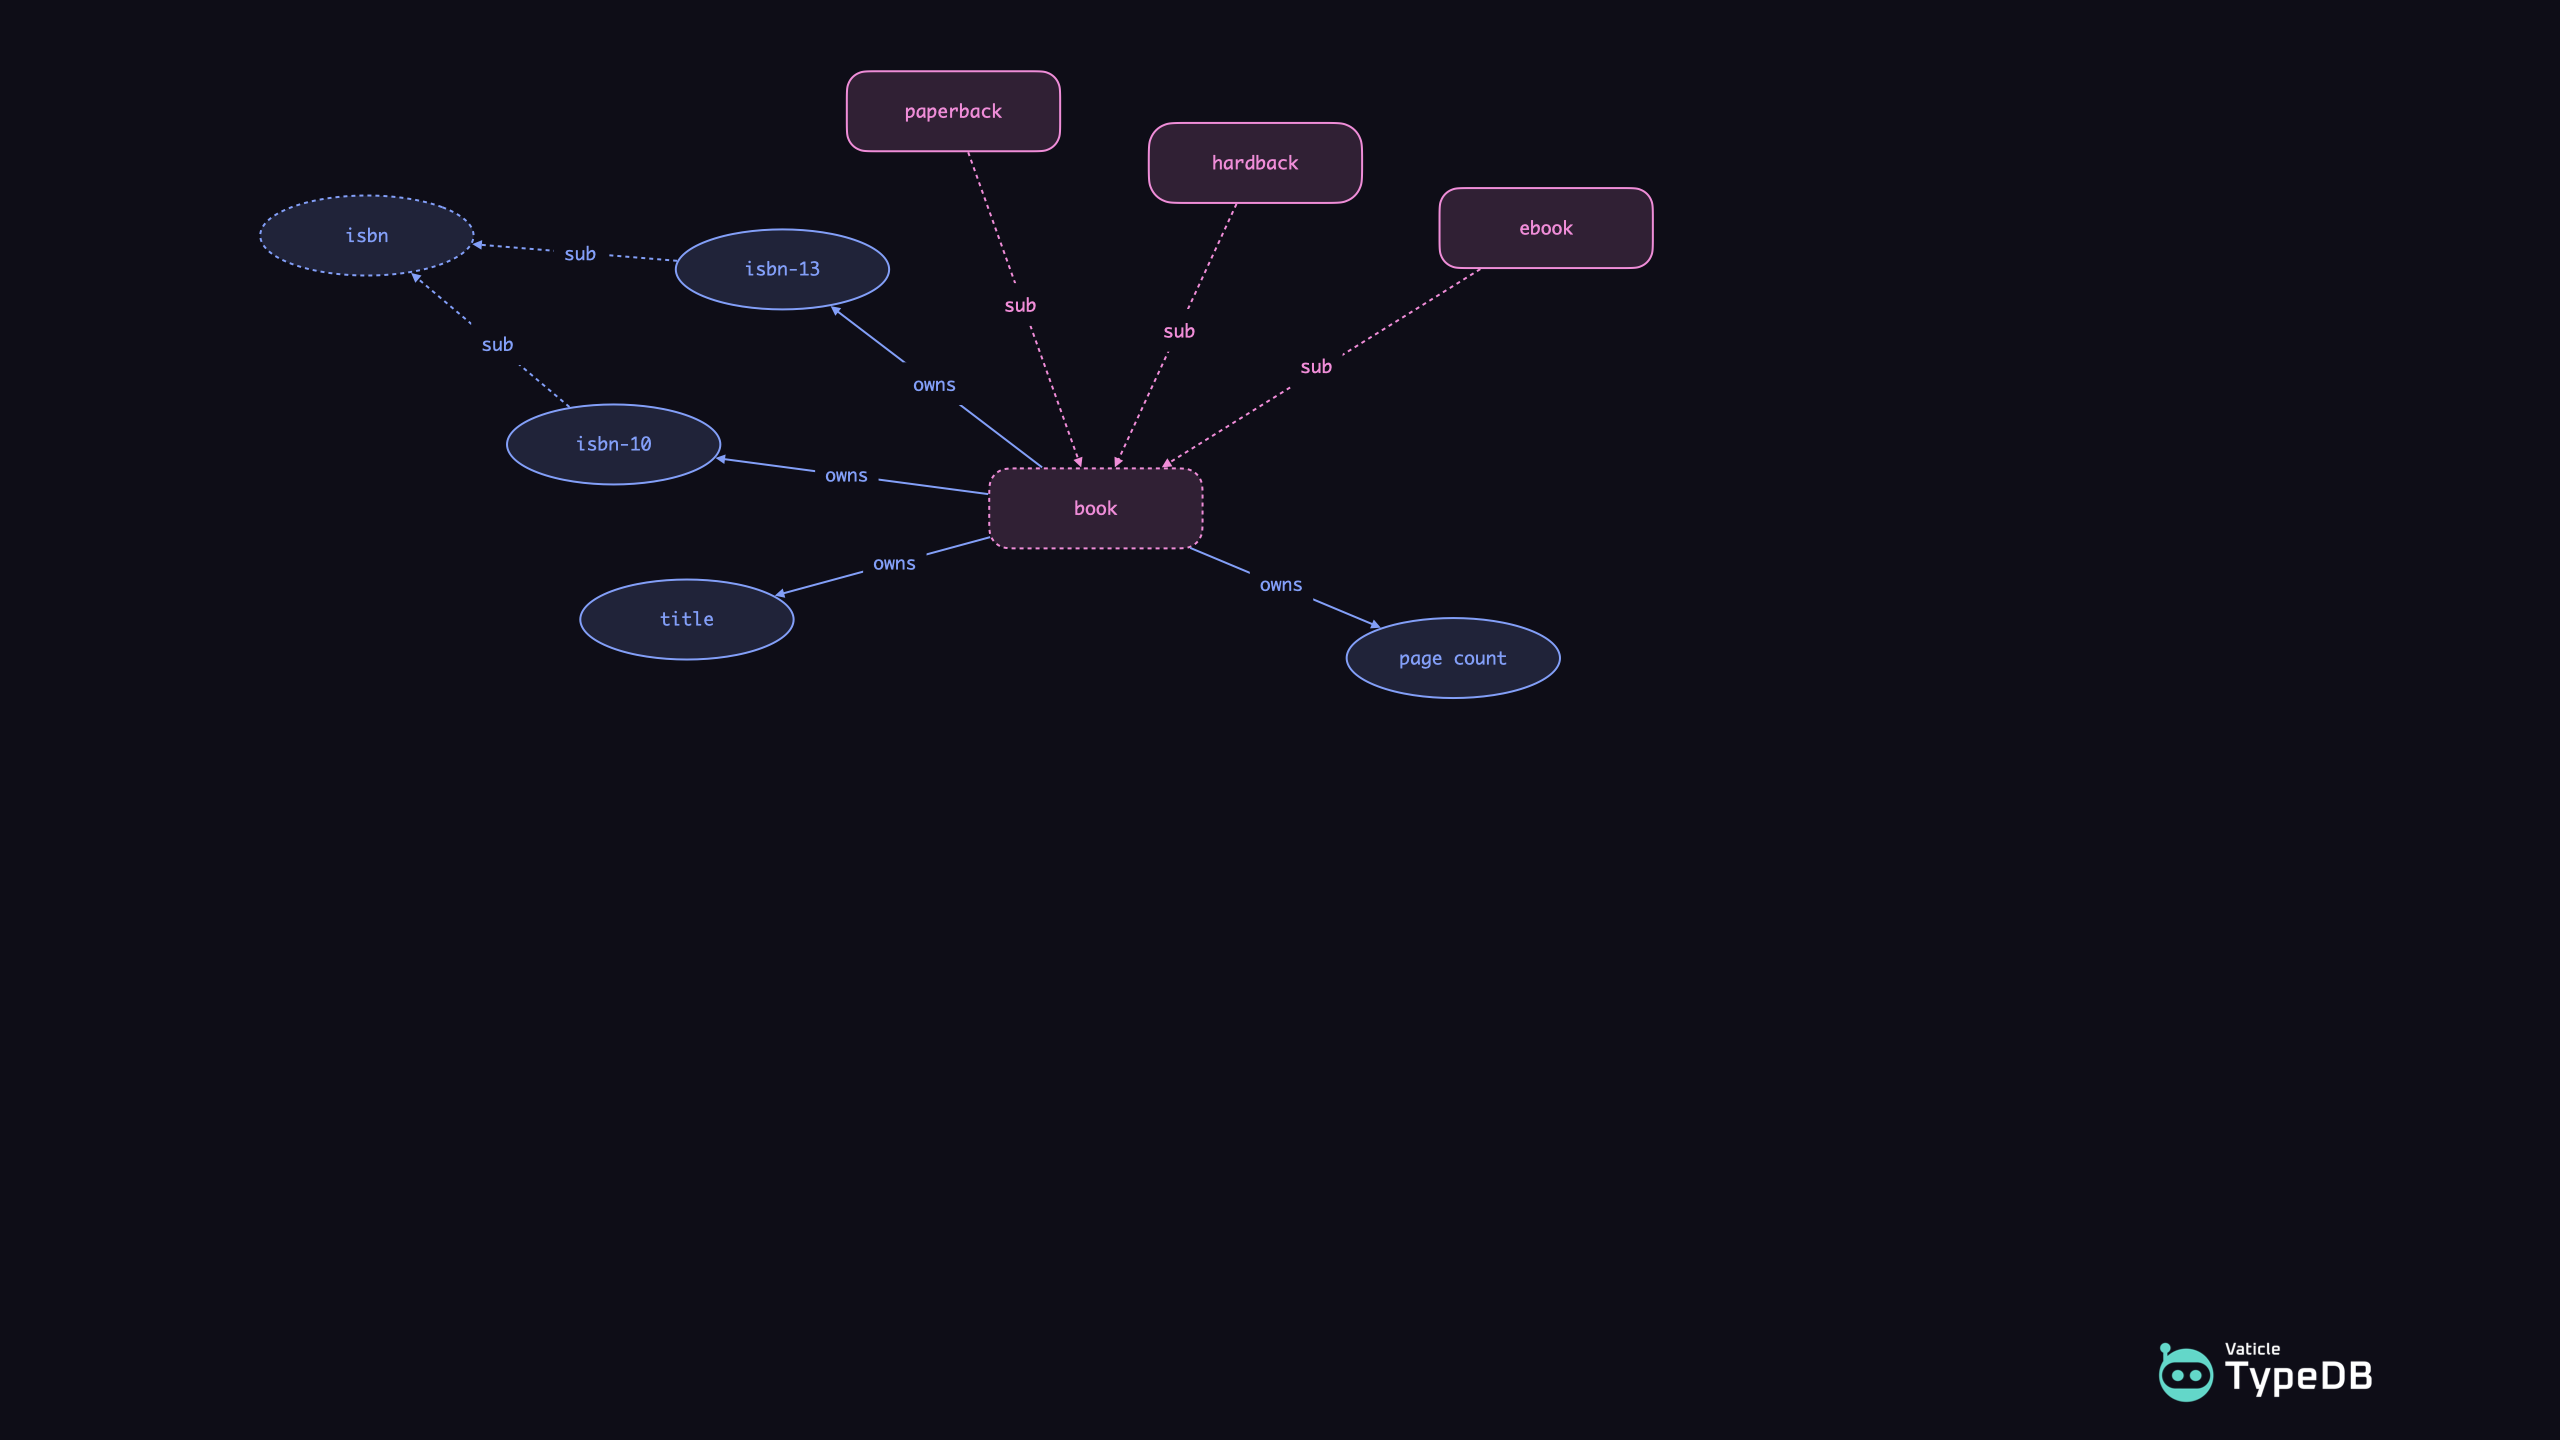 paperback
hardback
ebook
isbn
sub
isbn-13
sub
sub
sub
sub
owns
isbn-10
owns
book
owns
owns
title
page count
Vaticle
TypeDB